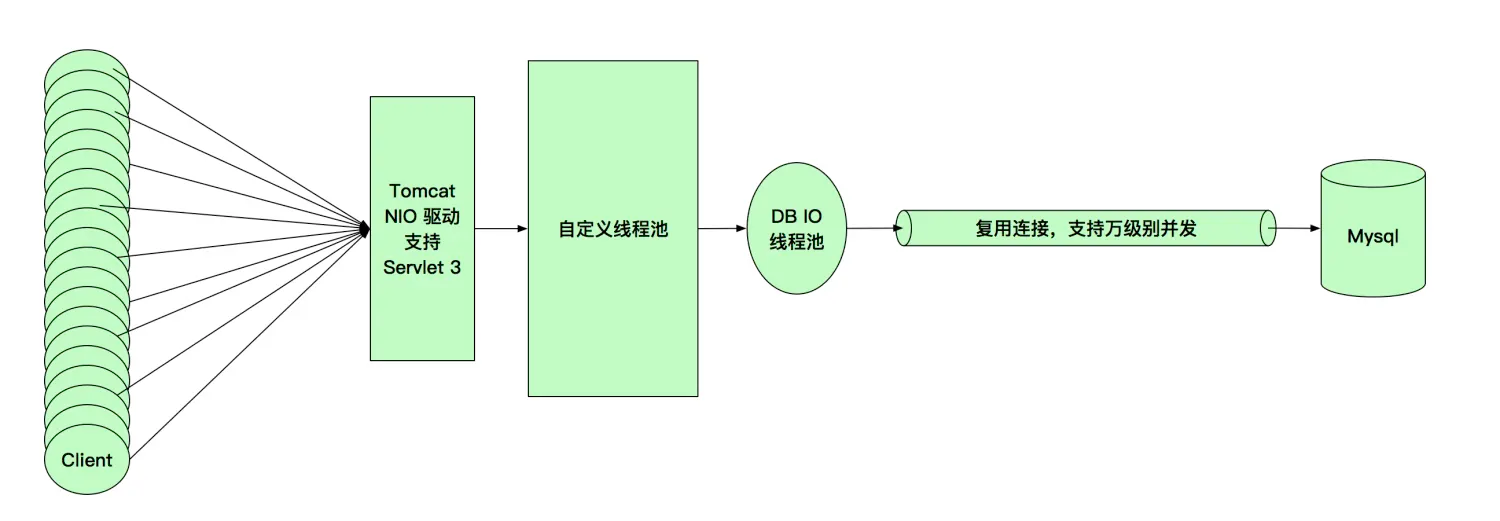 Client
Tomcat
NIO 驱动
支持
Servlet 3
自定义线程池
DB IO
线程池
复用连接，支持万级别并发
Mysql